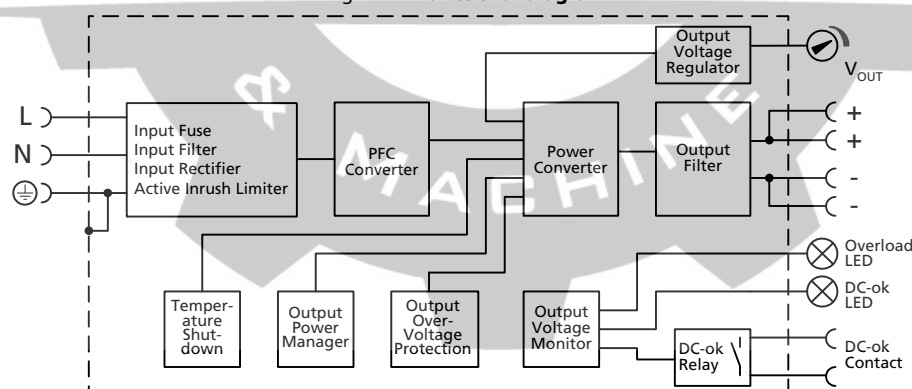 Output
Voltage
Regulator
VOUT
L
N
Input Fuse
Input Filter
Input Rectifier
Active Inrush Limiter
PFC
Converter
Power
Converter
Output
Filter
+
+
-
-
& MACHINE
Temper-
ature
Shut-
down
Output
Power
Manager
Output
Over-
Voltage
Protection
Output
Voltage
Monitor
DC-ok
Relay
Overload
LED
DC-ok
LED
DC-ok
Contact